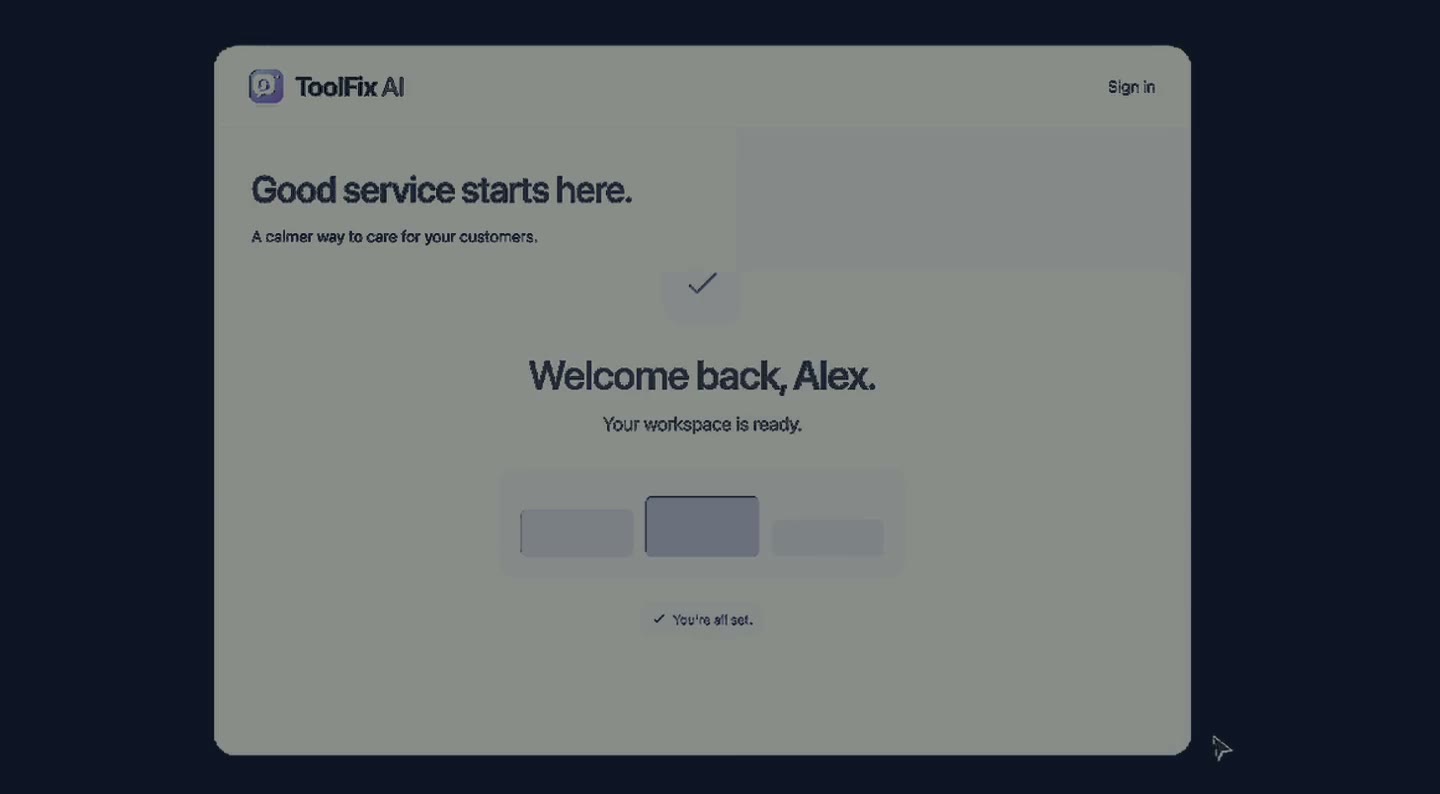 ToolFix AI
Sign in
Good service starts here.
A calmer way to care for your customers.
Welcome back, Alex.
Your workspace is ready.
You're all set.